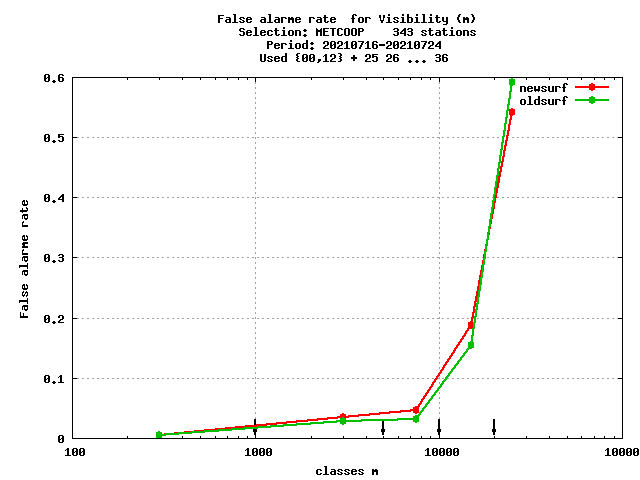 False alarme rate  for Visibility (m)
Selection: METCOOP    343 stations
Period: 20210716-20210724
Used {00,12} + 25 26 ... 36
newsurf
oldsurf
0.6
0.5
0.4
0.3
0.2
0.1
0
False alarme rate
100 1000 10000 10000
classes m